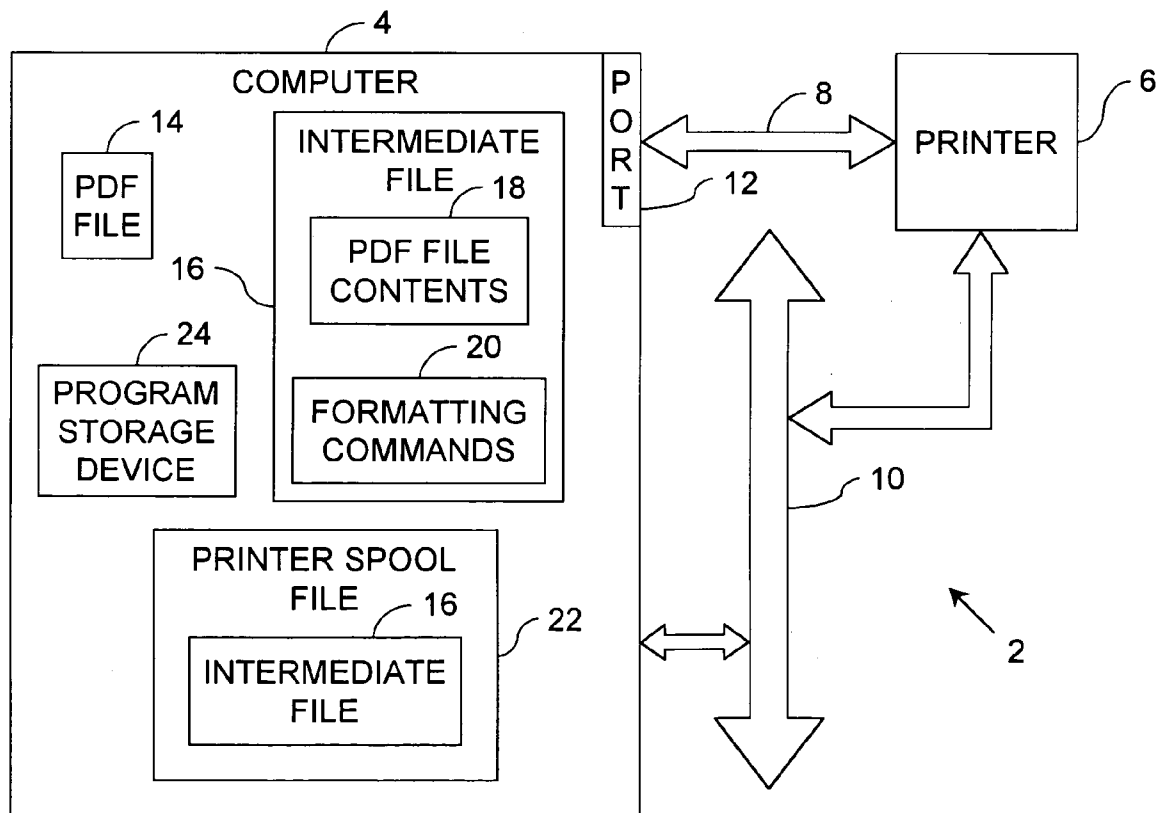 4
COMPUTER
PORT
8
6
PRINTER
12
14
PDF
FILE
INTERMEDIATE
FILE
18
PDF FILE
CONTENTS
16
24
PROGRAM
STORAGE
DEVICE
20
FORMATTING
COMMANDS
10
PRINTER SPOOL
FILE
16
22
INTERMEDIATE
FILE
2